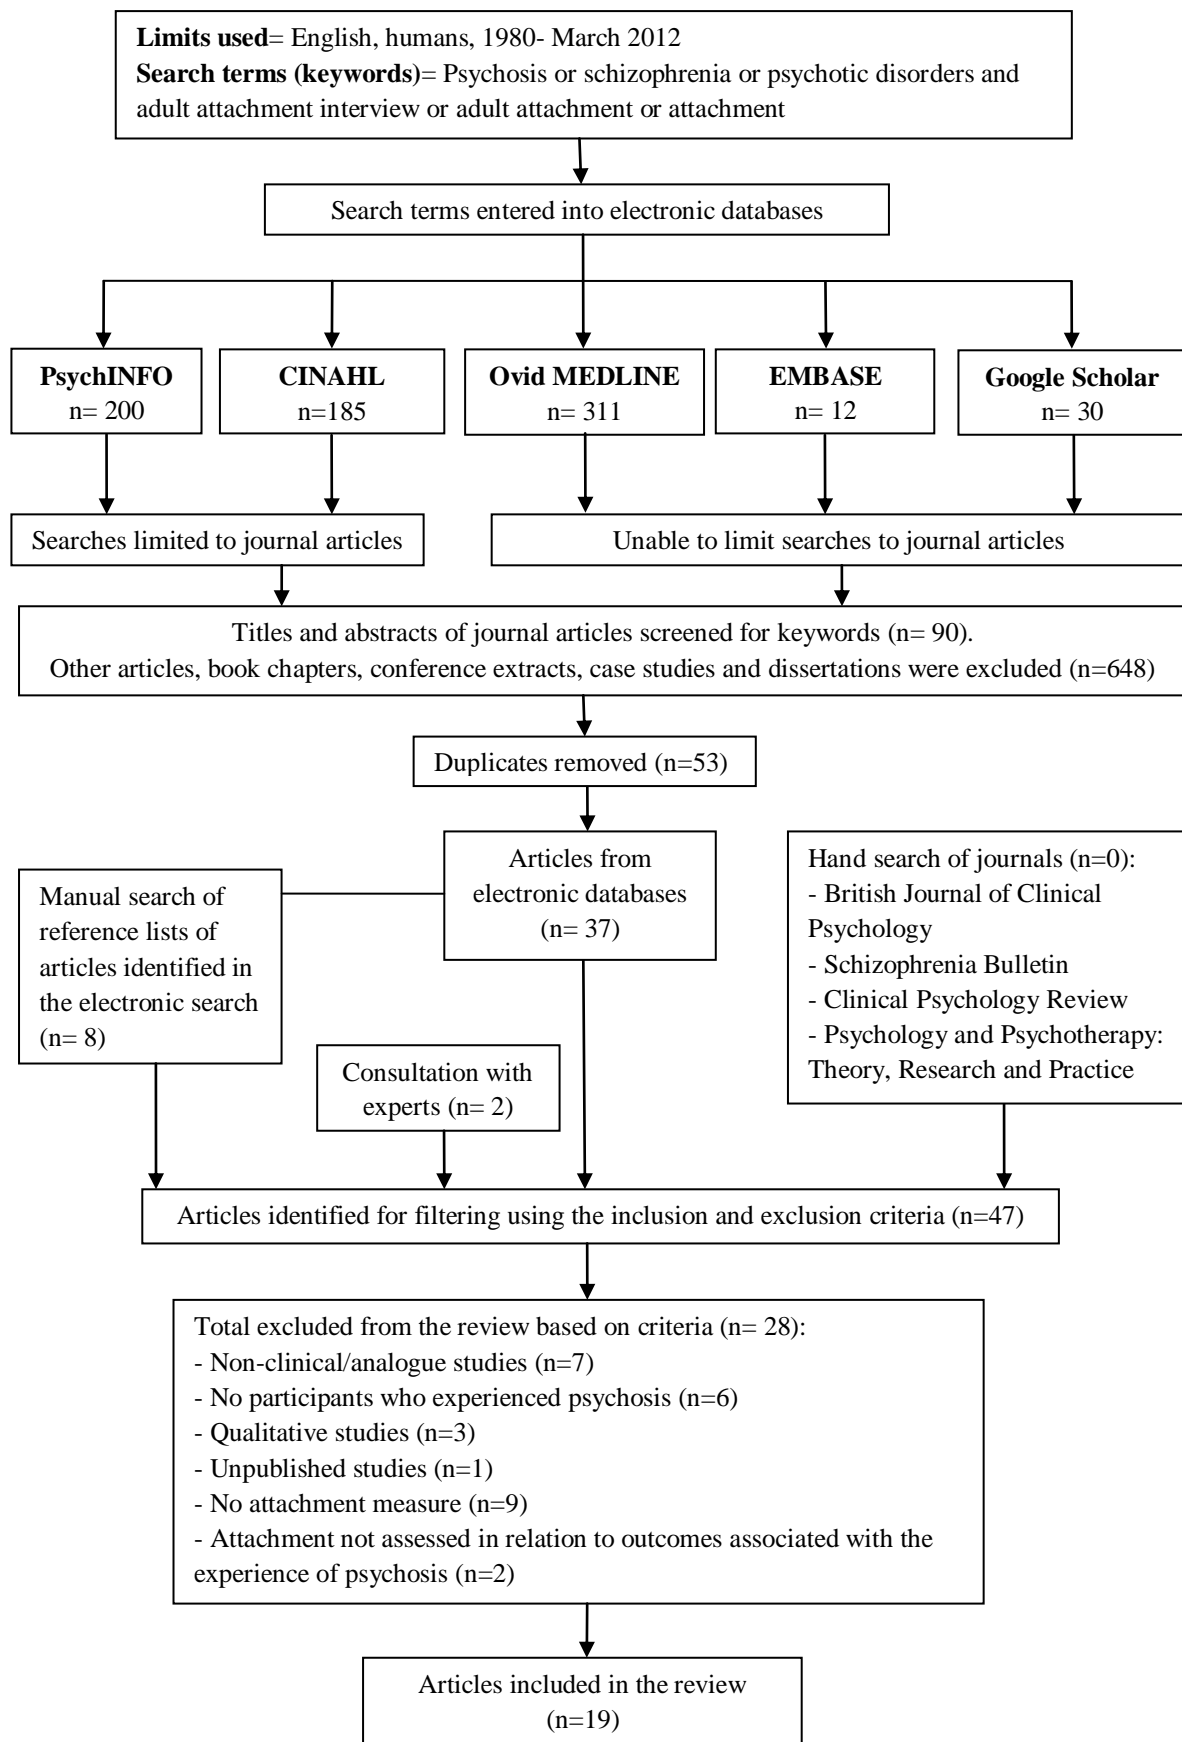 Limits used= English, humans, 1980- March 2012
Search terms (keywords)= Psychosis or schizophrenia or psychotic disorders and
adult attachment interview or adult attachment or attachment
Search terms entered into electronic databases
PsychINFO
n= 200
CINAHL
n=185
Ovid MEDLINE
n= 311
EMBASE
n= 12
Google Scholar
n= 30
Searches limited to journal articles
Unable to limit searches to journal articles
Titles and abstracts of journal articles screened for keywords (n= 90).
Other articles, book chapters, conference extracts, case studies and dissertations were excluded (n=648)
Duplicates removed (n=53)
Articles from
electronic databases
(n= 37)
Manual search of
reference lists of
articles identified in
the electronic search
(n= 8)
Consultation with
experts (n= 2)
Hand search of journals (n=0):
- British Journal of Clinical
Psychology
- Schizophrenia Bulletin
- Clinical Psychology Review
- Psychology and Psychotherapy:
Theory, Research and Practice
Articles identified for filtering using the inclusion and exclusion criteria (n=47)
Total excluded from the review based on criteria (n= 28):
- Non-clinical/analogue studies (n=7)
- No participants who experienced psychosis (n=6)
- Qualitative studies (n=3)
- Unpublished studies (n=1)
- No attachment measure (n=9)
- Attachment not assessed in relation to outcomes associated with the
experience of psychosis (n=2)
Articles included in the review
(n=19)